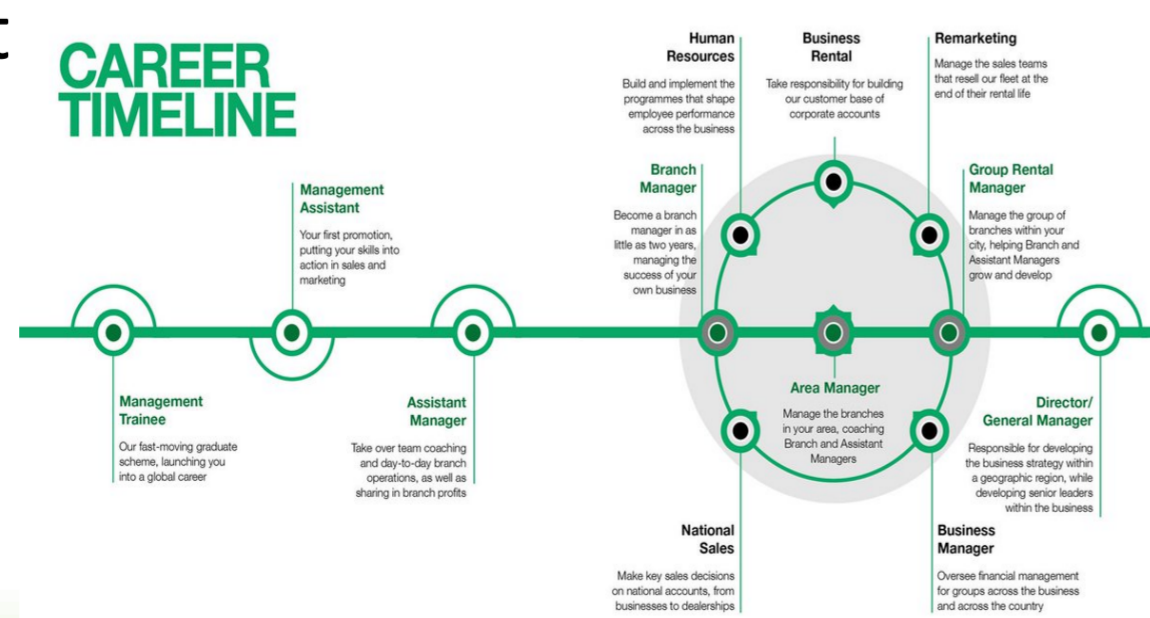 t
CAREER
TIMELINE
Management
Trainee
Our fast-moving graduate
scheme, launching you
into a global career
Management
Assistant
Your first promotion,
putting your skills into
action in sales and
marketing
Assistant
Manager
Take over team coaching
and day-to-day branch
operations, as well as
sharing in branch profits
Human
Resources
Build and implement the
programmes that shape
employee performance
across the business
Business
Rental
Take responsibility for building
our customer base of
corporate accounts
Remarketing
Manage the sales teams
that resell our fleet at the
end of their rental life
Branch
Manager
Become a branch
manager in as
little as two years,
managing the
success of your
own business
Group Rental
Manager
Manage the group of
branches within your
city, helping Branch and
Assistant Managers
grow and develop
Area Manager
Manage the branches
in your area, coaching
Branch and Assistant
Managers
Director/
General Manager
Responsible for developing
the business strategy within
a geographic region, while
developing senior leaders
within the business
National
Sales
Make key sales decisions
on national accounts, from
businesses to dealerships
Business
Manager
Oversee financial management
for groups across the business
and across the country